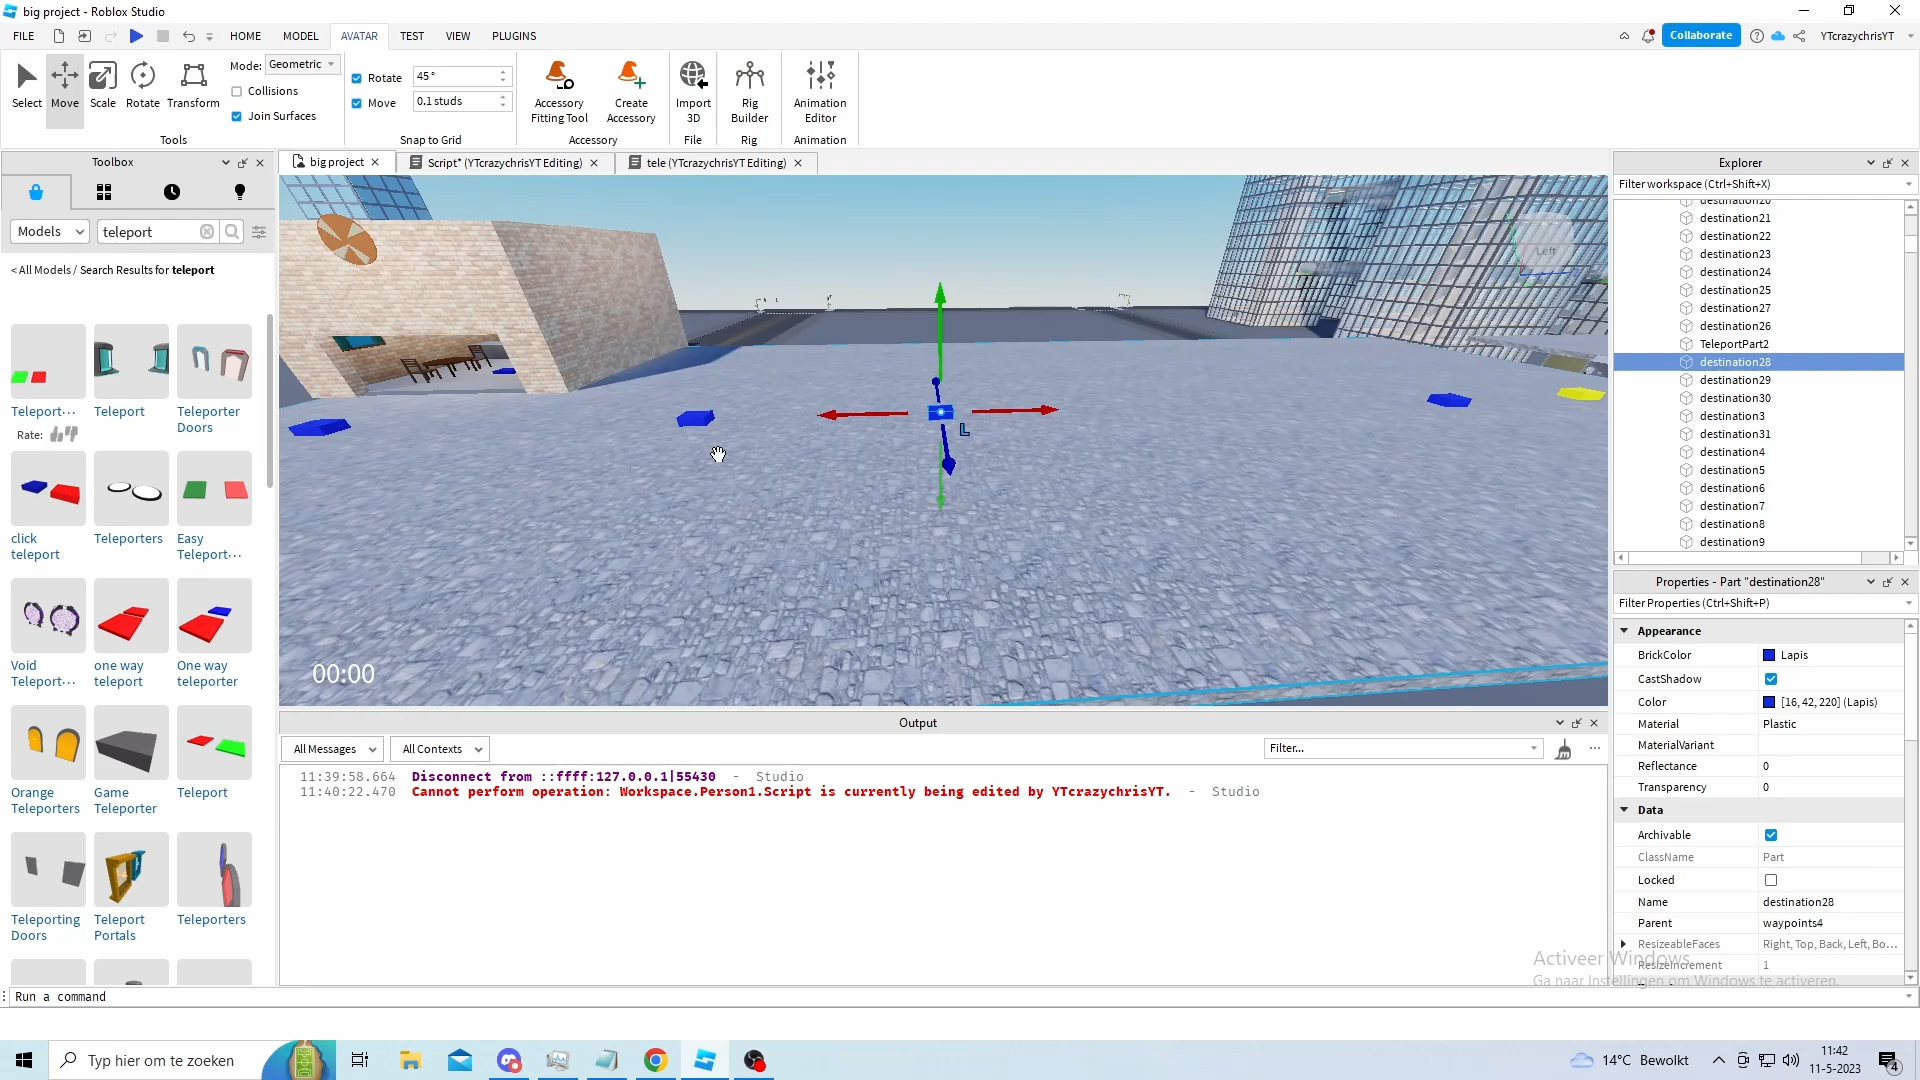 big project - Roblox Studio
FILE
HOME
MODEL
AVATAR
TEST
VIEW
PLUGINS
Collaborate
YTcrazychrisYT
Select
Move
Scale
Rotate
Transform
Mode:
Geometric
Collisions
Join Surfaces
Tools
Rotate
45°
Move
0.1 studs
Snap to Grid
Accessory Fitting Tool
Create Accessory
Accessory
Import 3D
File
Rig Builder
Rig
Animation Editor
Animation
Toolbox
big project
Script* (YTcrazychrisYT Editing)
tele (YTcrazychrisYT Editing)
Explorer
Models
teleport
< All Models / Search Results for teleport
Teleport···
Rate:
Teleport
Teleporter Doors
click teleport
Teleporters
Easy Teleport···
Void Teleport···
one way teleport
One way teleporter
Orange Teleporters
Game Teleporter
Teleport
Teleporting Doors
Teleport Portals
Teleporters
Left
L
00:00
Filter workspace (Ctrl+Shift+X)
destination20
destination21
destination22
destination23
destination24
destination25
destination27
destination26
TeleportPart2
destination28
destination29
destination30
destination3
destination31
destination4
destination5
destination6
destination7
destination8
destination9
Properties - Part "destination28"
Filter Properties (Ctrl+Shift+P)
Appearance
BrickColor Lapis
CastShadow
Color [16, 42, 220] (Lapis)
Material Plastic
MaterialVariant
Reflectance 0
Transparency 0
Data
Archivable
ClassName Part
Locked
Name destination28
Parent waypoints4
ResizeableFaces Right, Top, Back, Left, Bo...
ResizeIncrement 1
Activeer Windows
Ga naar Instellingen om Windows te activeren.
Output
All Messages
All Contexts
Filter...
11:39:58.664 Disconnect from ::ffff:127.0.0.1|55430 - Studio
11:40:22.470 Cannot perform operation: Workspace.Person1.Script is currently being edited by YTcrazychrisYT. - Studio
Run a command
Typ hier om te zoeken
14°C Bewolkt
11:42
11-5-2023
4